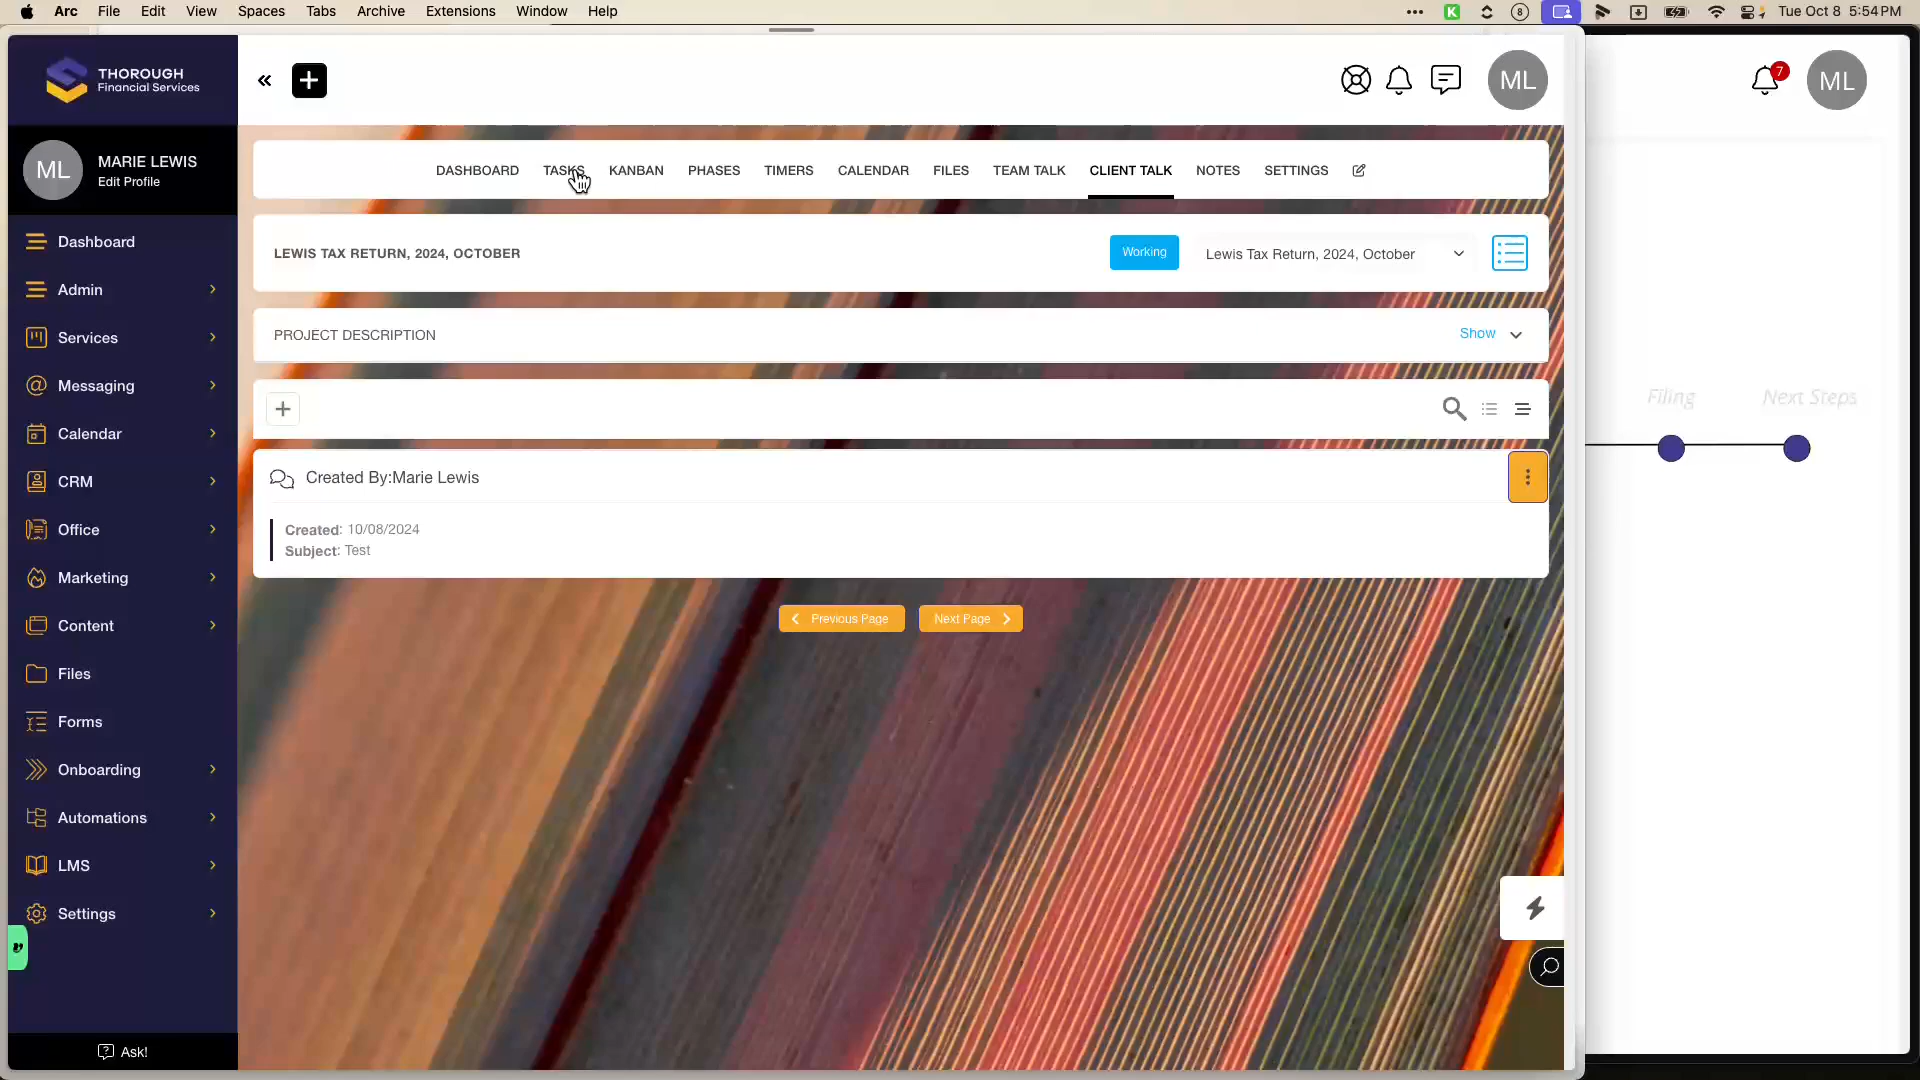 Arc File Edit View Spaces Tabs Archive Extensions Window Help
8
Tue Oct 8 5:54 PM
THOROUGH
Financial Services
ML
7
ML
ML
MARIE LEWIS
Edit Profile
DASHBOARD TASKS KANBAN PHASES TIMERS CALENDAR FILES TEAM TALK CLIENT TALK NOTES SETTINGS
Dashboard
LEWIS TAX RETURN, 2024, OCTOBER
Working
Lewis Tax Return, 2024, October
Admin
Services
PROJECT DESCRIPTION
Show
Messaging
Filing
Next Steps
Calendar
CRM
Created By:Marie Lewis
Office
Created: 10/08/2024
Subject: Test
Marketing
Content
Previous Page
Next Page
Files
Forms
Onboarding
Automations
LMS
Settings
Ask!